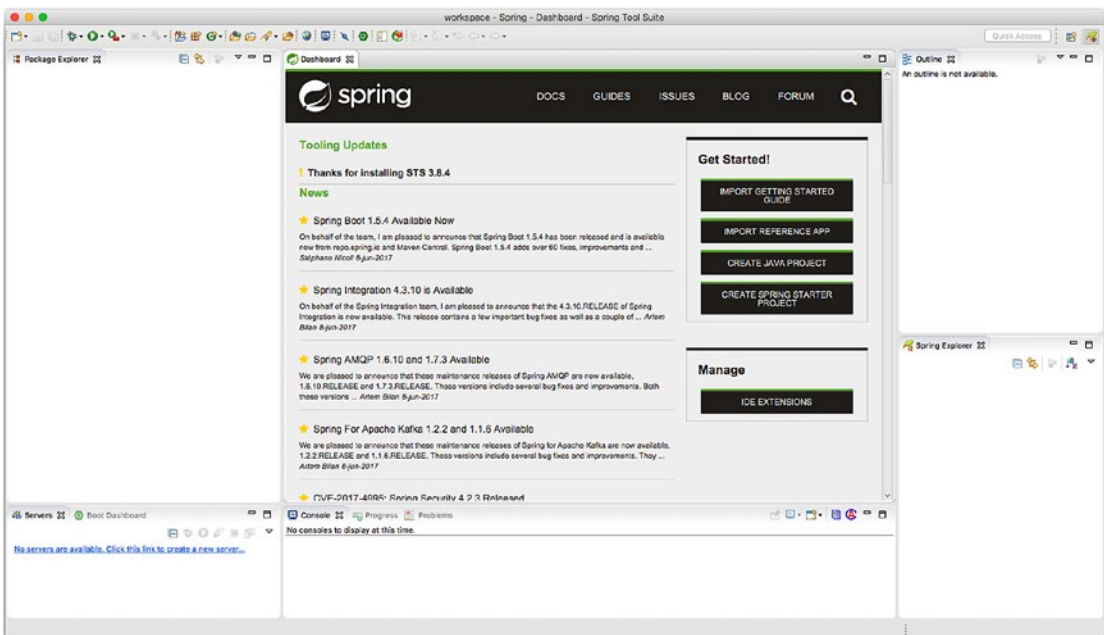 workspace - Spring - Dashboard - Spring Tool Suite
Quick Access
Package Explorer
Dashboard
spring
DOCS
GUIDES
ISSUES
BLOG
FORUM
Tooling Updates
Thanks for installing STS 3.8.4
News
Spring Boot 1.5.4 Available Now
On behalf of the team, I am pleased to announce that Spring Boot 1.5.4 has been released and is available
now from repo.spring.io and Maven Central. Spring Boot 1.5.4 adds over 60 fixes, improvements and ...
Stéphane Nicoll 8-jun-2017
Spring Integration 4.3.10 is Available
On behalf of the Spring Integration team, I am pleased to announce that the 4.3.10.RELEASE of Spring
Integration is now available. This release contains a few important bug fixes as well as a couple of ... Artem
Bilan 8-jun-2017
Spring AMQP 1.6.10 and 1.7.3 Available
We are pleased to announce that these maintenance releases of Spring AMQP are now available,
1.6.10.RELEASE and 1.7.3.RELEASE. These versions include several bug fixes and improvements. Both
these versions ... Artem Bilan 8-jun-2017
Spring For Apache Kafka 1.2.2 and 1.1.6 Available
We are pleased to announce that these maintenance releases of Spring for Apache Kafka are now available,
1.2.2.RELEASE and 1.1.6.RELEASE. These versions include several bug fixes and improvements. They ...
Artem Bilan 8-jun-2017
CVE-2017-4995: Spring Security 4.2.3 Released
Get Started!
IMPORT GETTING STARTED
GUIDE
IMPORT REFERENCE APP
CREATE JAVA PROJECT
CREATE SPRING STARTER
PROJECT
Manage
IDE EXTENSIONS
Outline
An outline is not available.
Spring Explorer
Servers
Boot Dashboard
No servers are available. Click this link to create a new server...
Console
Progress
Problems
No consoles to display at this time.